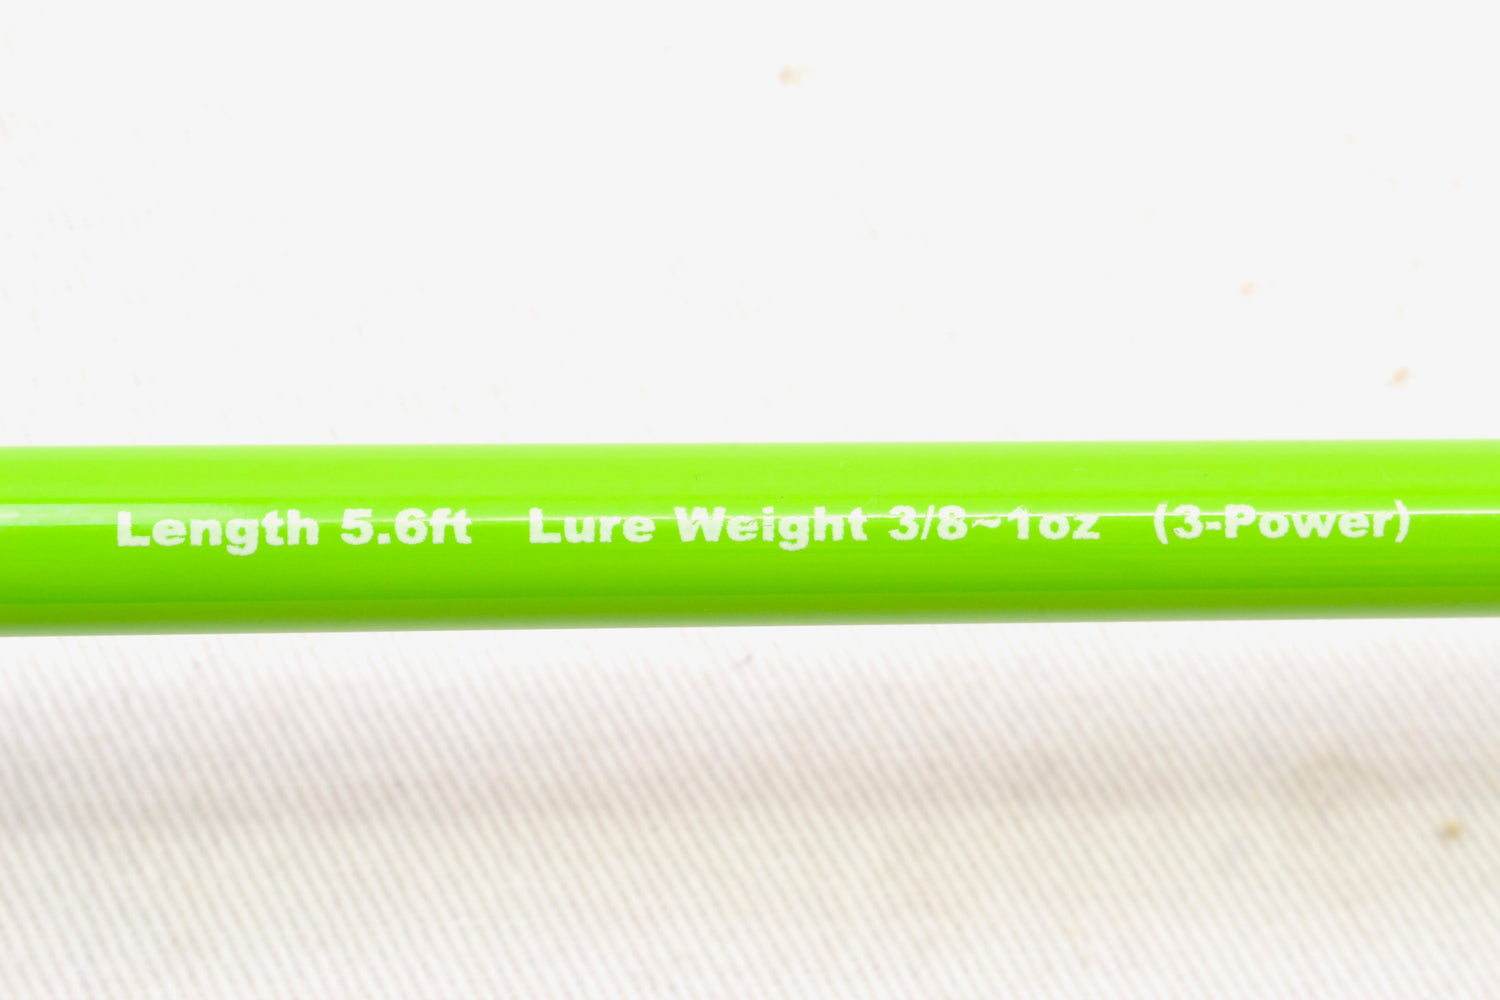 Length 5.6ft Lure Weight 3/8~1oz (3-Power)